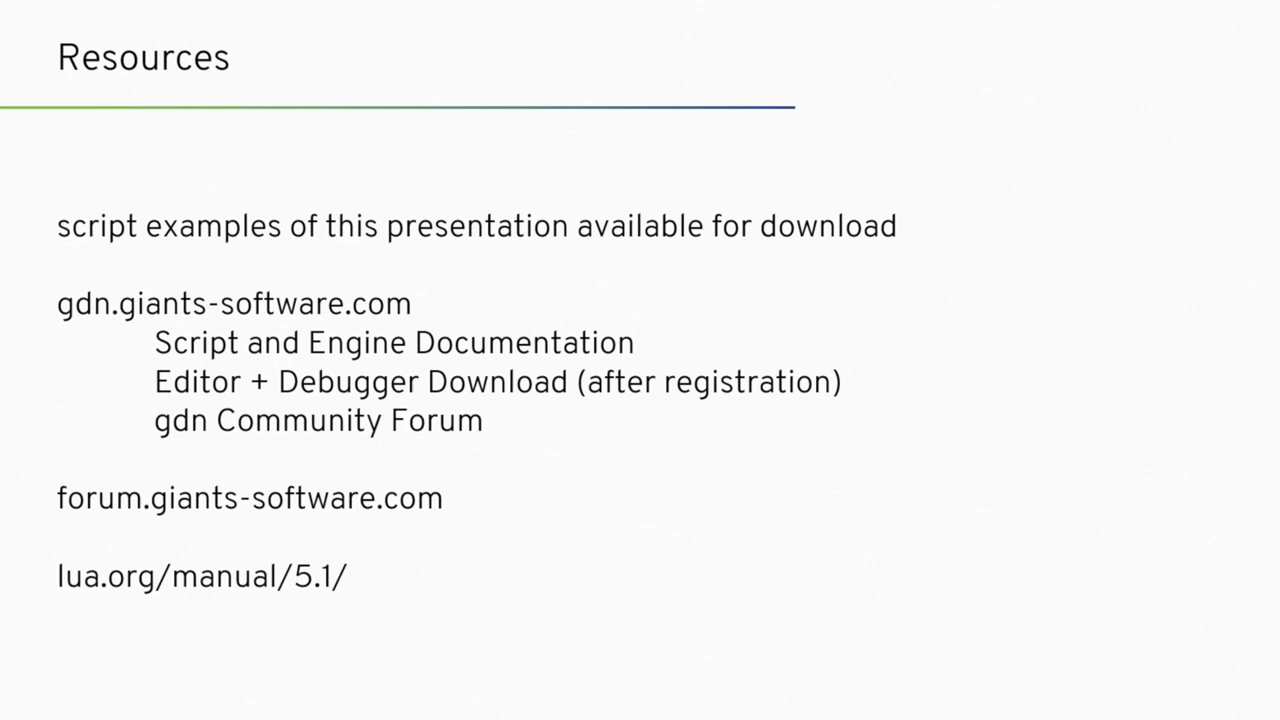 Resources
script examples of this presentation available for download
gdn.giants-software.com
Script and Engine Documentation
Editor + Debugger Download (after registration)
gdn Community Forum
forum.giants-software.com
lua.org/manual/5.1/